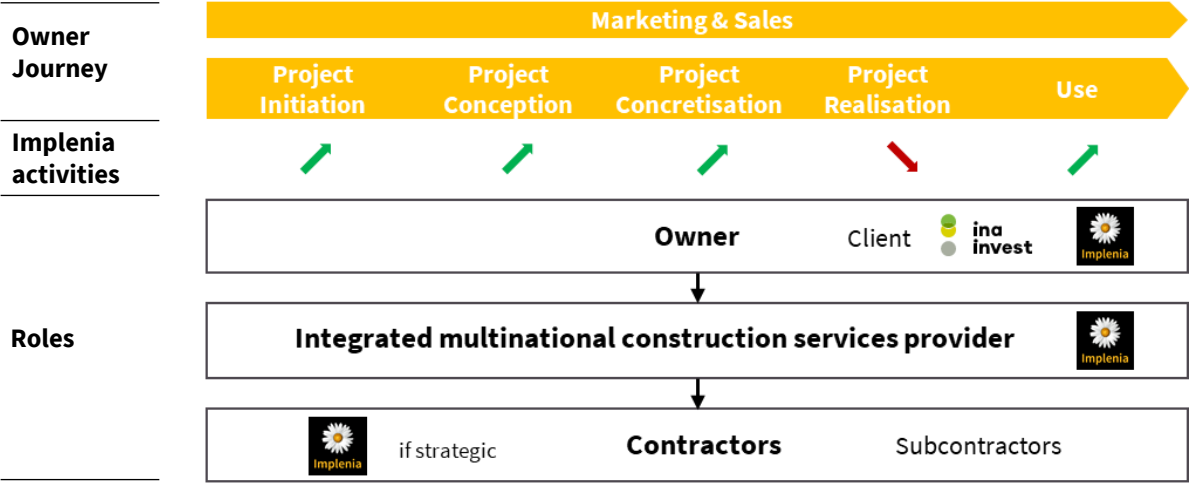 Owner
Journey
Marketing & Sales
Project
Initiation
Project
Conception
Project
Concretisation
Project
Realisation
Use
Implenia
activities
Roles
Owner
Client
ina
invest
Implenia
Integrated multinational construction services provider
Implenia
Implenia
if strategic
Contractors
Subcontractors